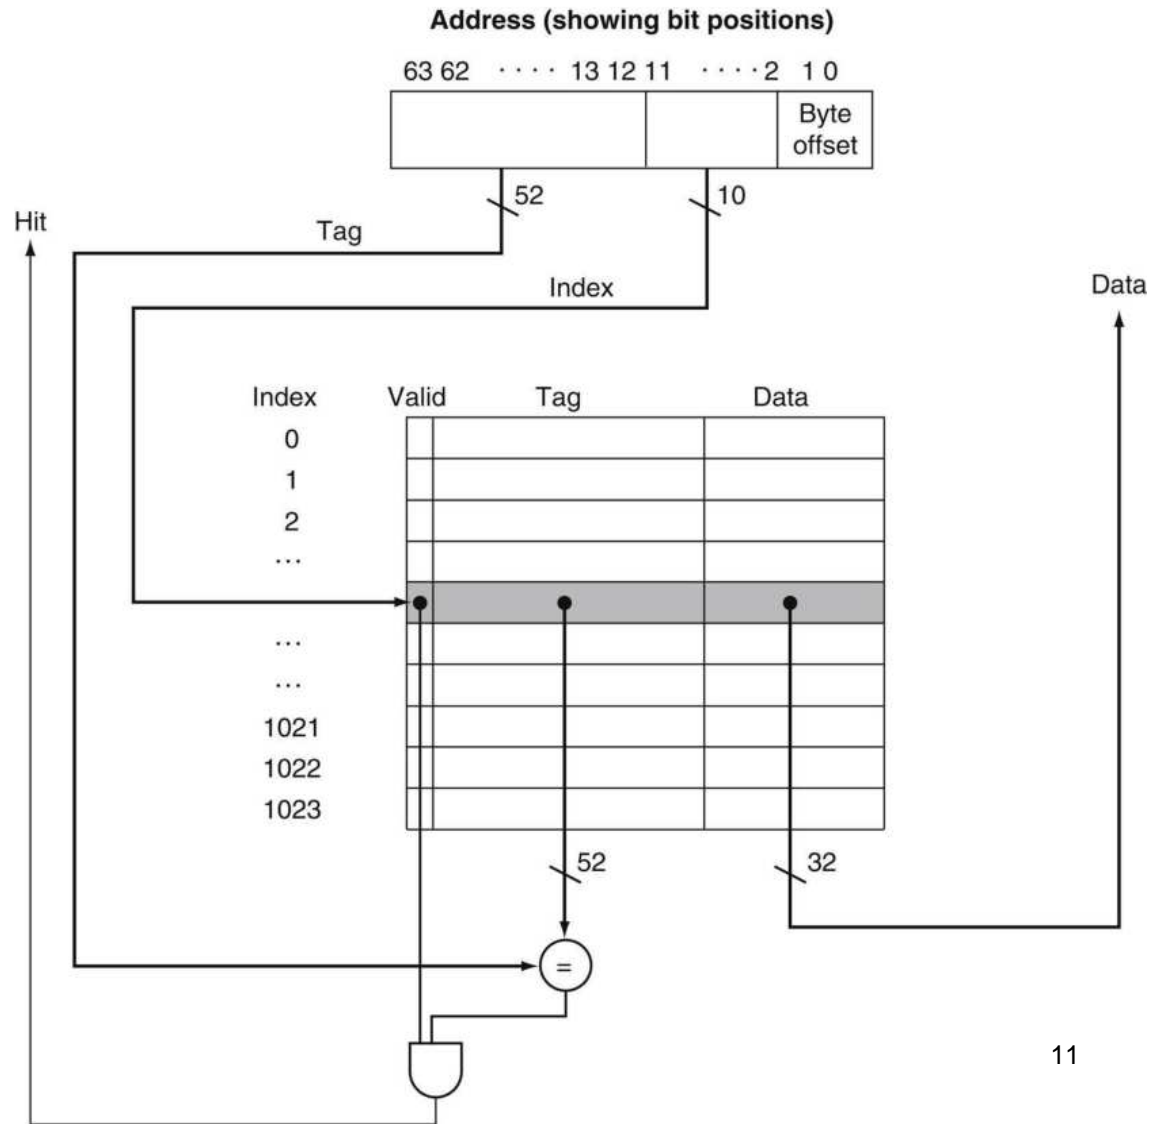 Address (showing bit positions)
63 62 · · · · 13 12 11 · · · · 2 1 0
Byte
offset
52
10
Hit
Tag
Index
Data
Index Valid Tag Data
0
1
2
...
...
...
1021
1022
1023
52
32
=
11